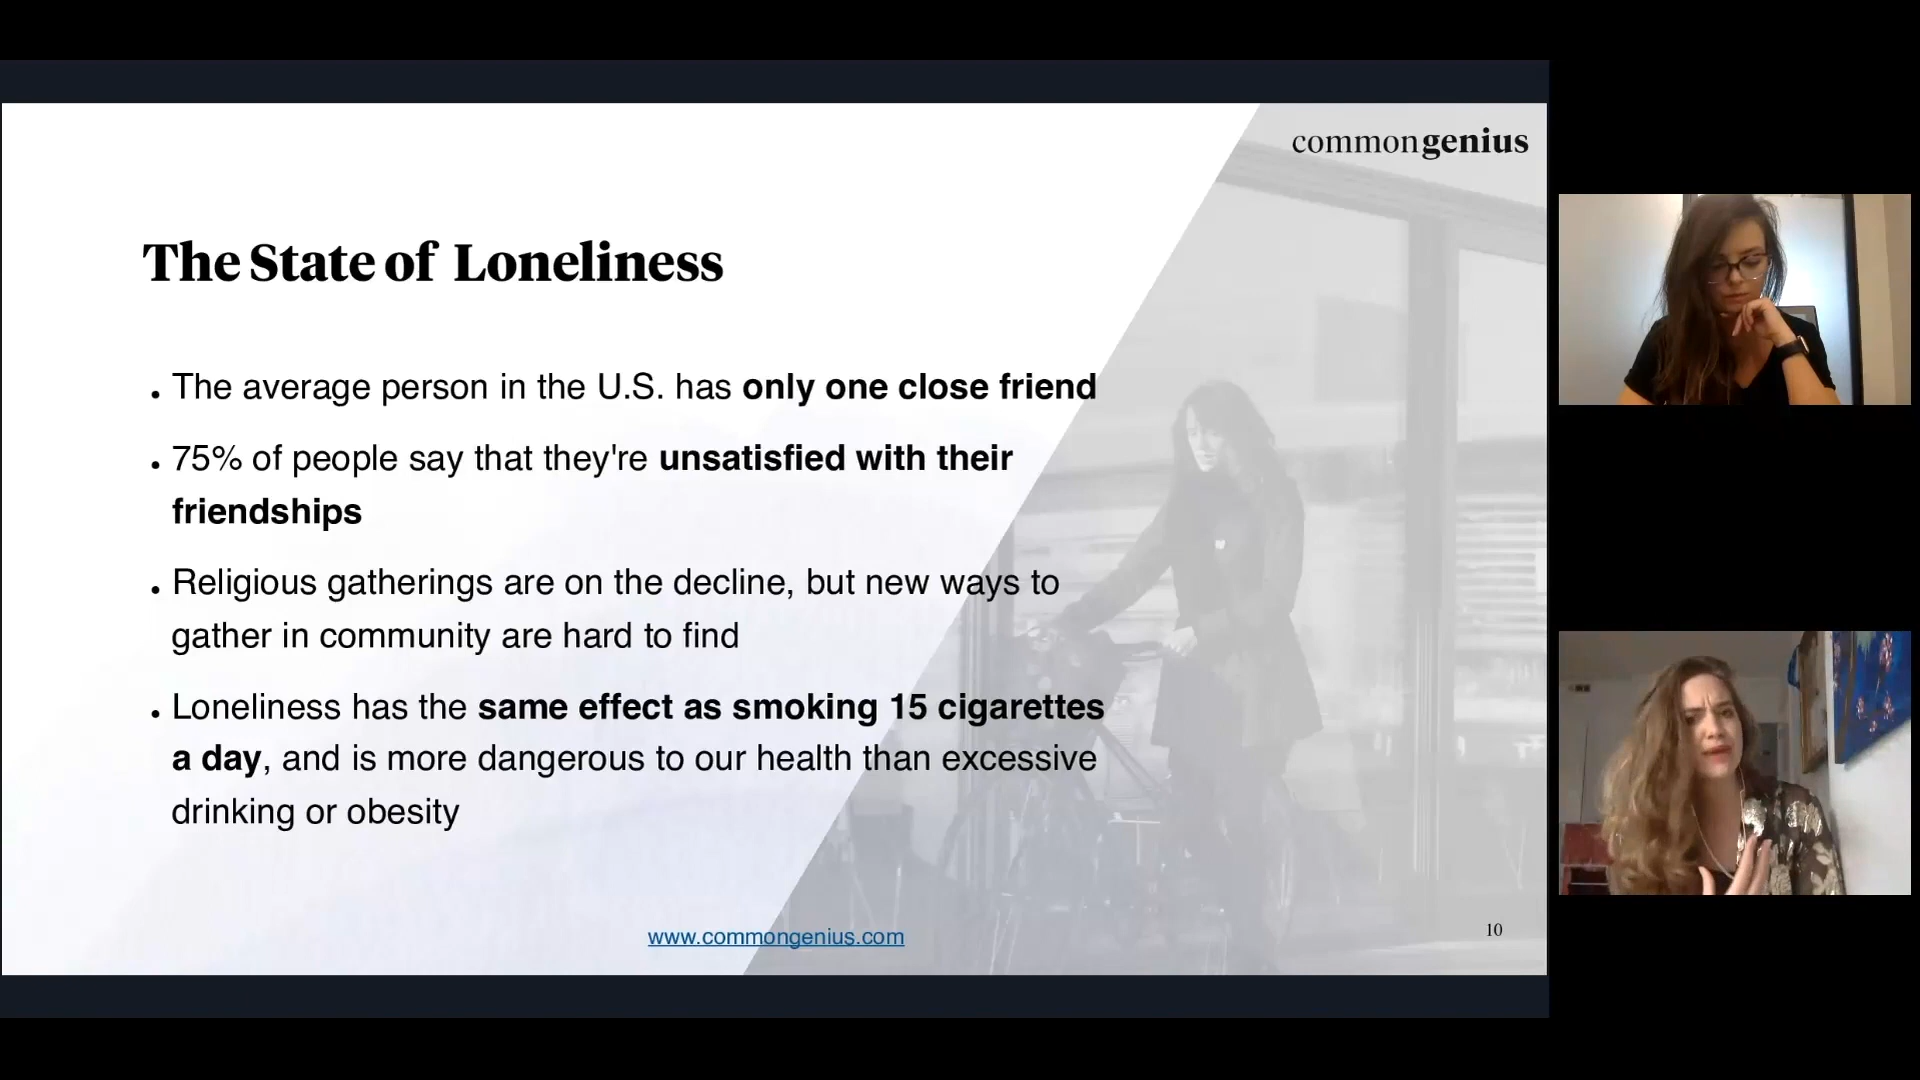 commongenius
The State of Loneliness
• The average person in the U.S. has only one close friend
• 75% of people say that they're unsatisfied with their
friendships
• Religious gatherings are on the decline, but new ways to
gather in community are hard to find
• Loneliness has the same effect as smoking 15 cigarettes
a day, and is more dangerous to our health than excessive
drinking or obesity
www.commongenius.com
10